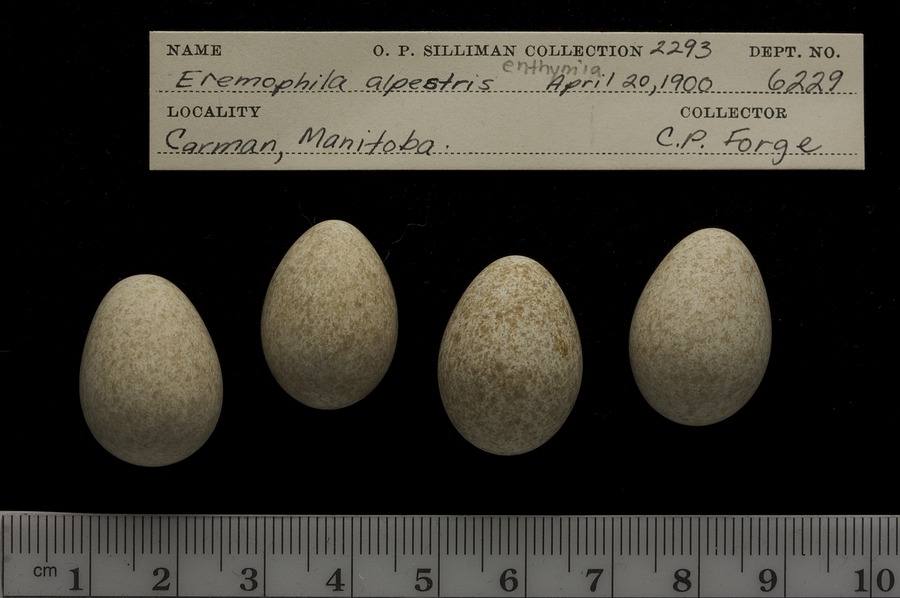 NAME O. P. SILLIMAN COLLECTION 2293 DEPT. NO.
enthymia
Eremophila alpestris April 20, 1900 6229
LOCALITY COLLECTOR
Carman, Manitoba. C.P. Forge
cm 1 2 3 4 5 6 7 8 9 10